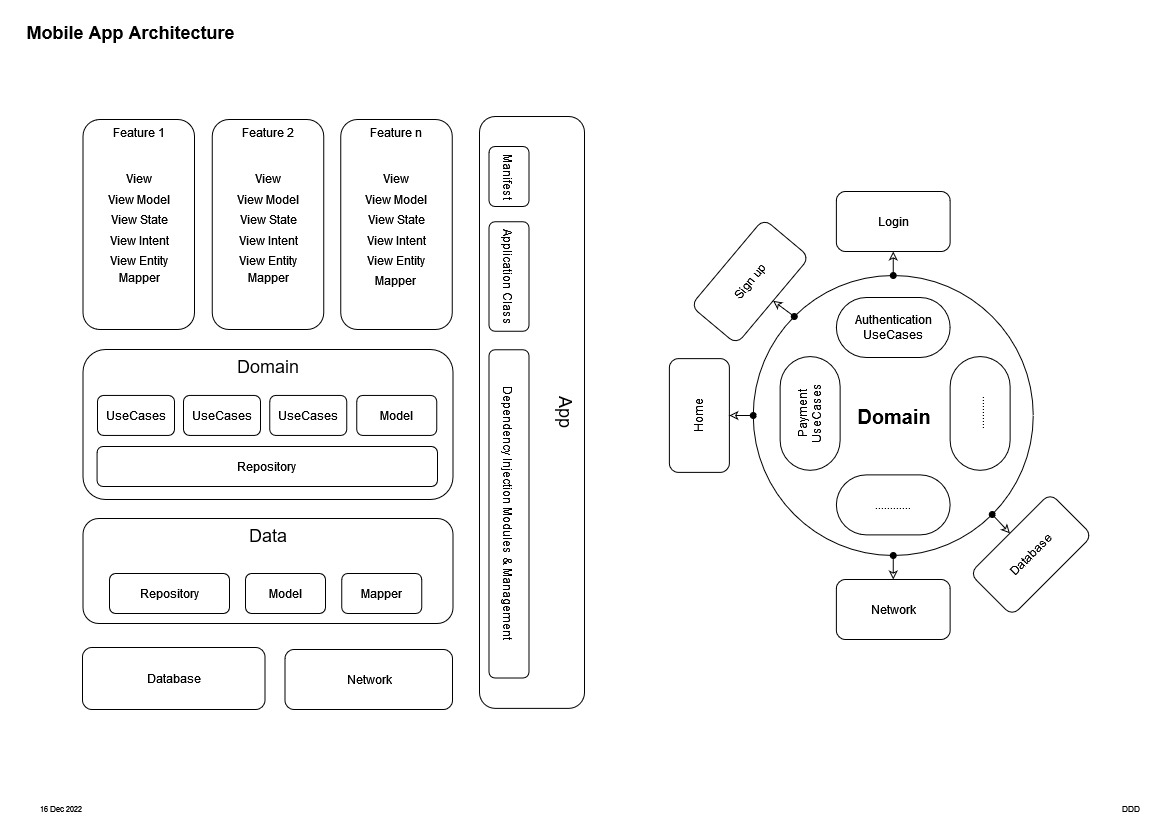 Mobile App Architecture
Feature 1
View
View Model
View State
View Intent
View Entity
Mapper
Feature 2
View
View Model
View State
View Intent
View Entity
Mapper
Feature n
View
View Model
View State
View Intent
View Entity
Mapper
Domain
UseCases
UseCases
UseCases
Model
Repository
Data
Repository
Model
Mapper
Database
Network
Manifest
Application Class
Dependency Injection Modules & Management
App
Login
Sign up
Home
Authentication
UseCases
Payment
UseCases
Domain
............
............
Database
Network
16 Dec 2022
DDD